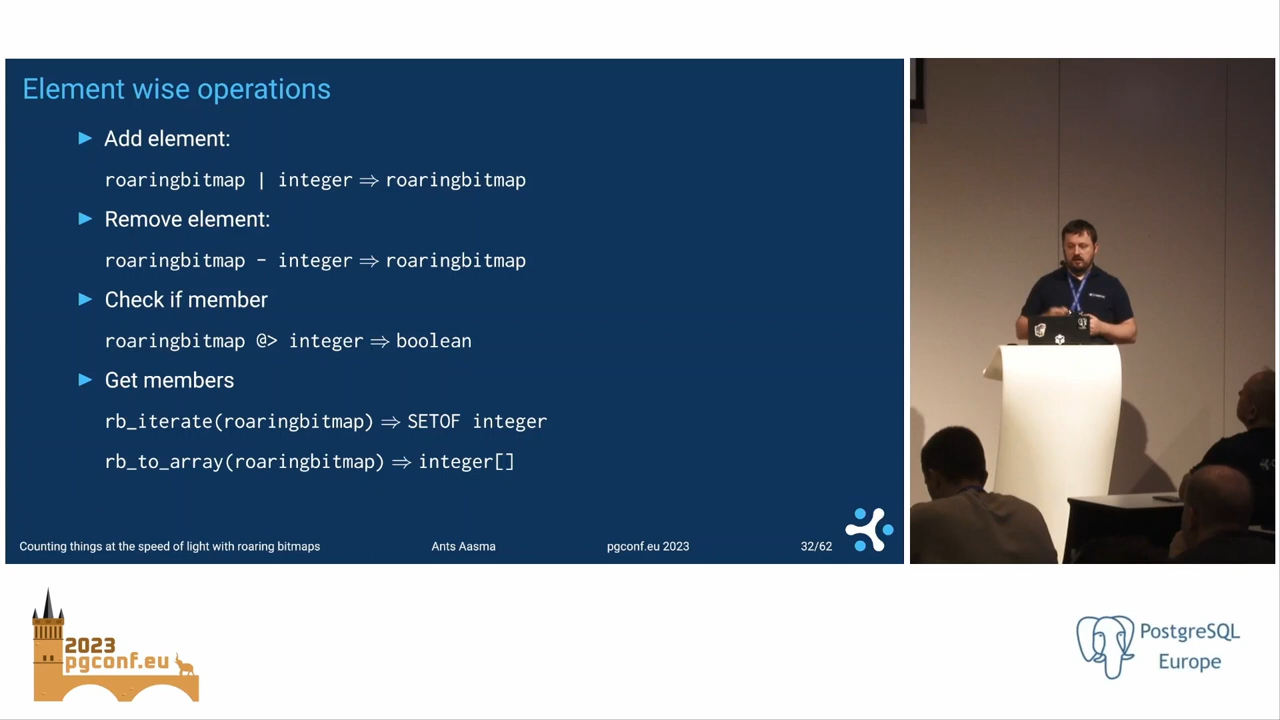 Element wise operations
Add element:
roaringbitmap | integer ⇒ roaringbitmap
Remove element:
roaringbitmap - integer ⇒ roaringbitmap
Check if member
roaringbitmap @> integer ⇒ boolean
Get members
rb_iterate(roaringbitmap) ⇒ SETOF integer
rb_to_array(roaringbitmap) ⇒ integer[]
Counting things at the speed of light with roaring bitmaps
Ants Aasma
pgconf.eu 2023
32/62
2023
pgconf.eu
PostgreSQL
Europe